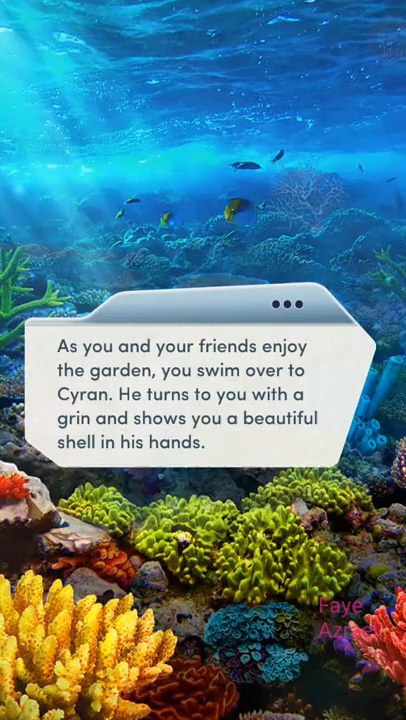 As you and your friends enjoy
the garden, you swim over to
Cyran. He turns to you with a
grin and shows you a beautiful
shell in his hands.
Faye